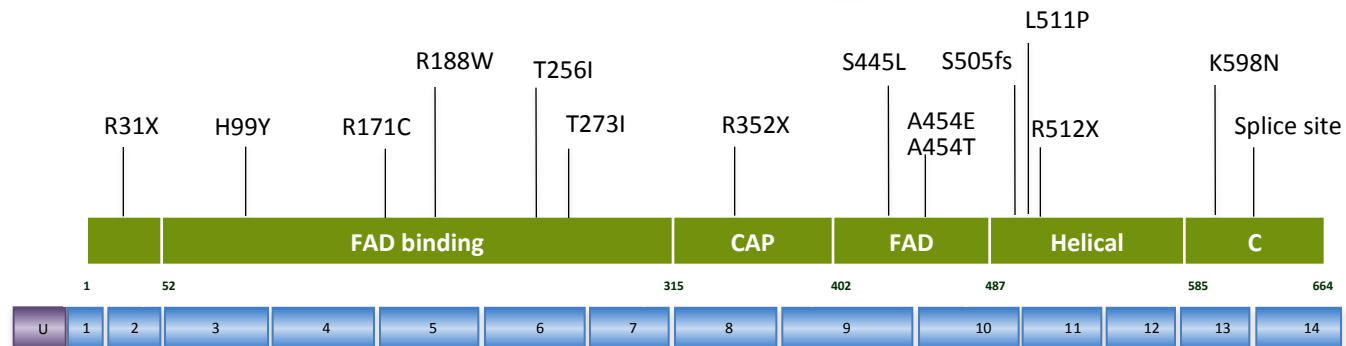 L511P
R188W T256I S445L S505fs K598N
R31X H99Y R171C T273I R352X A454E R512X Splice site
A454T
FAD binding CAP FAD Helical C
1 52 315 402 487 585 664
U 1 2 3 4 5 6 7 8 9 10 11 12 13 14